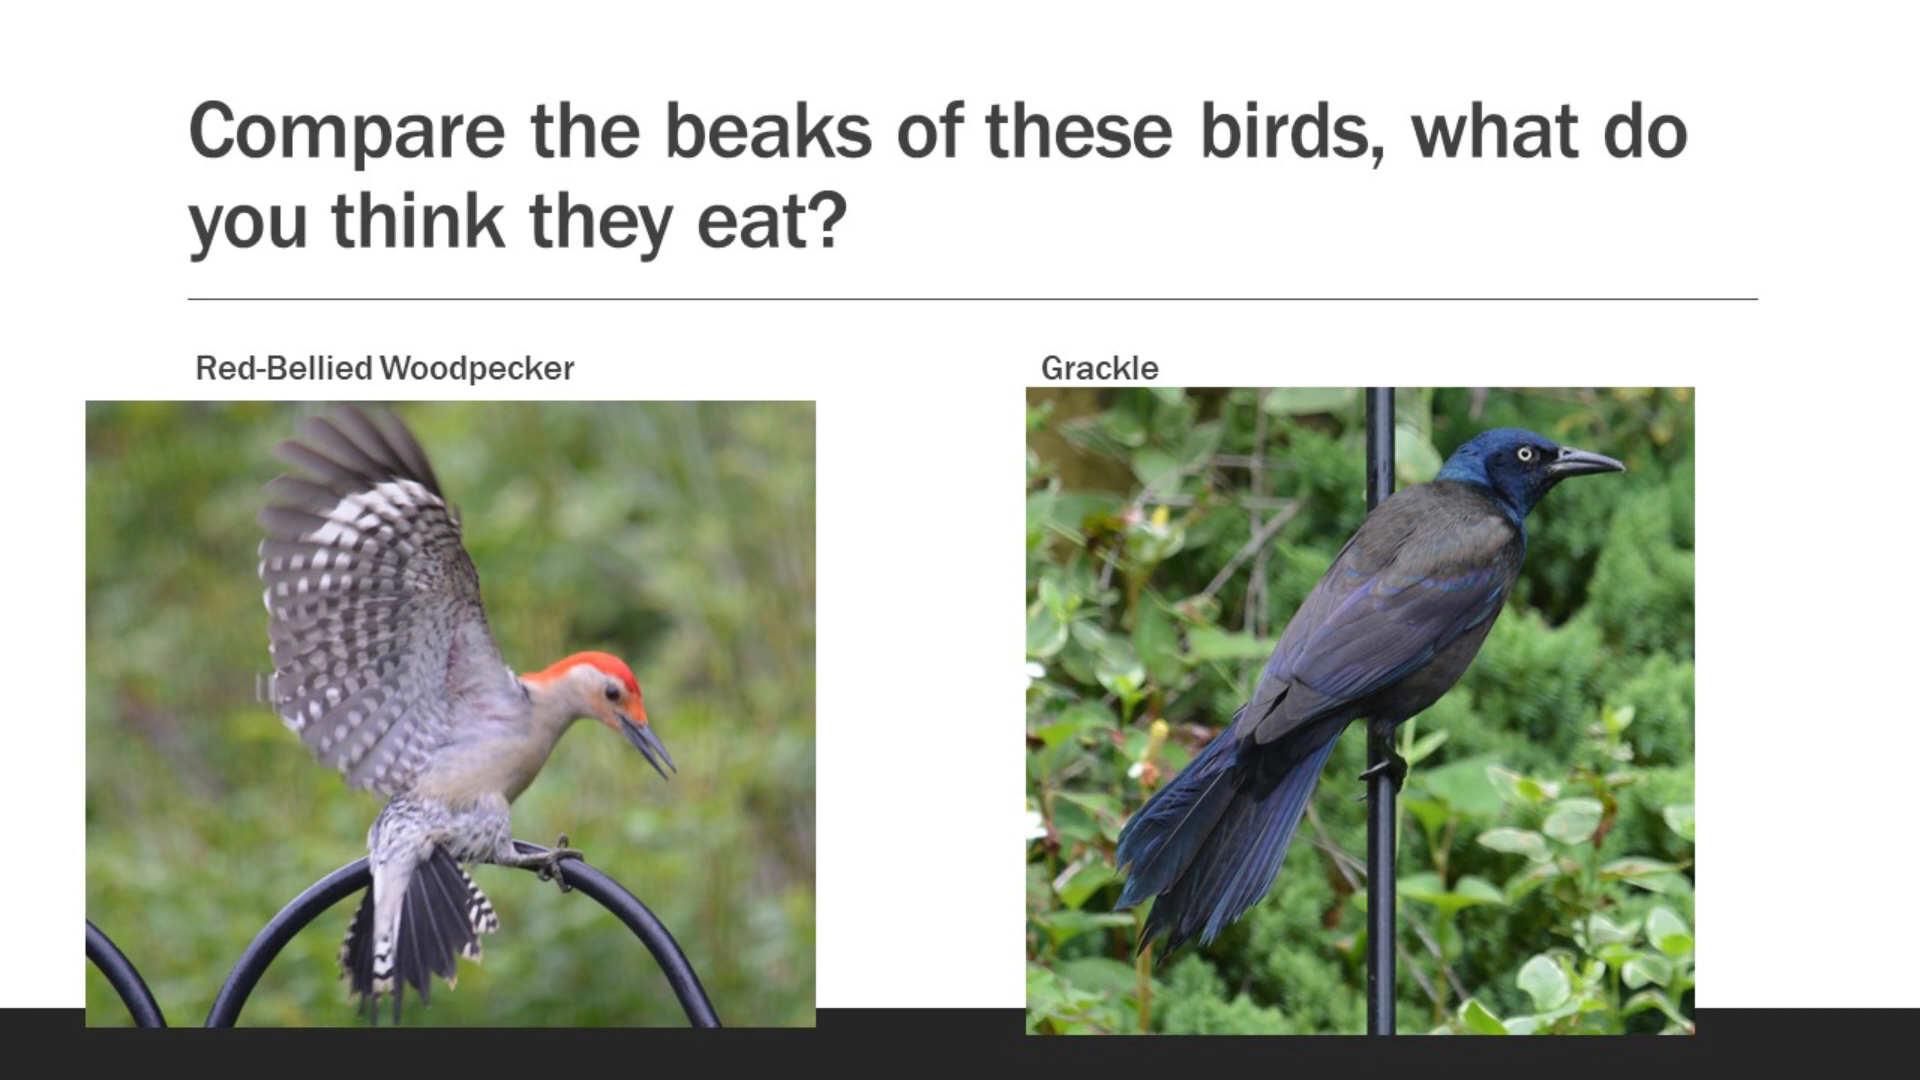 Compare the beaks of these birds, what do
you think they eat?
Red-Bellied Woodpecker
Grackle